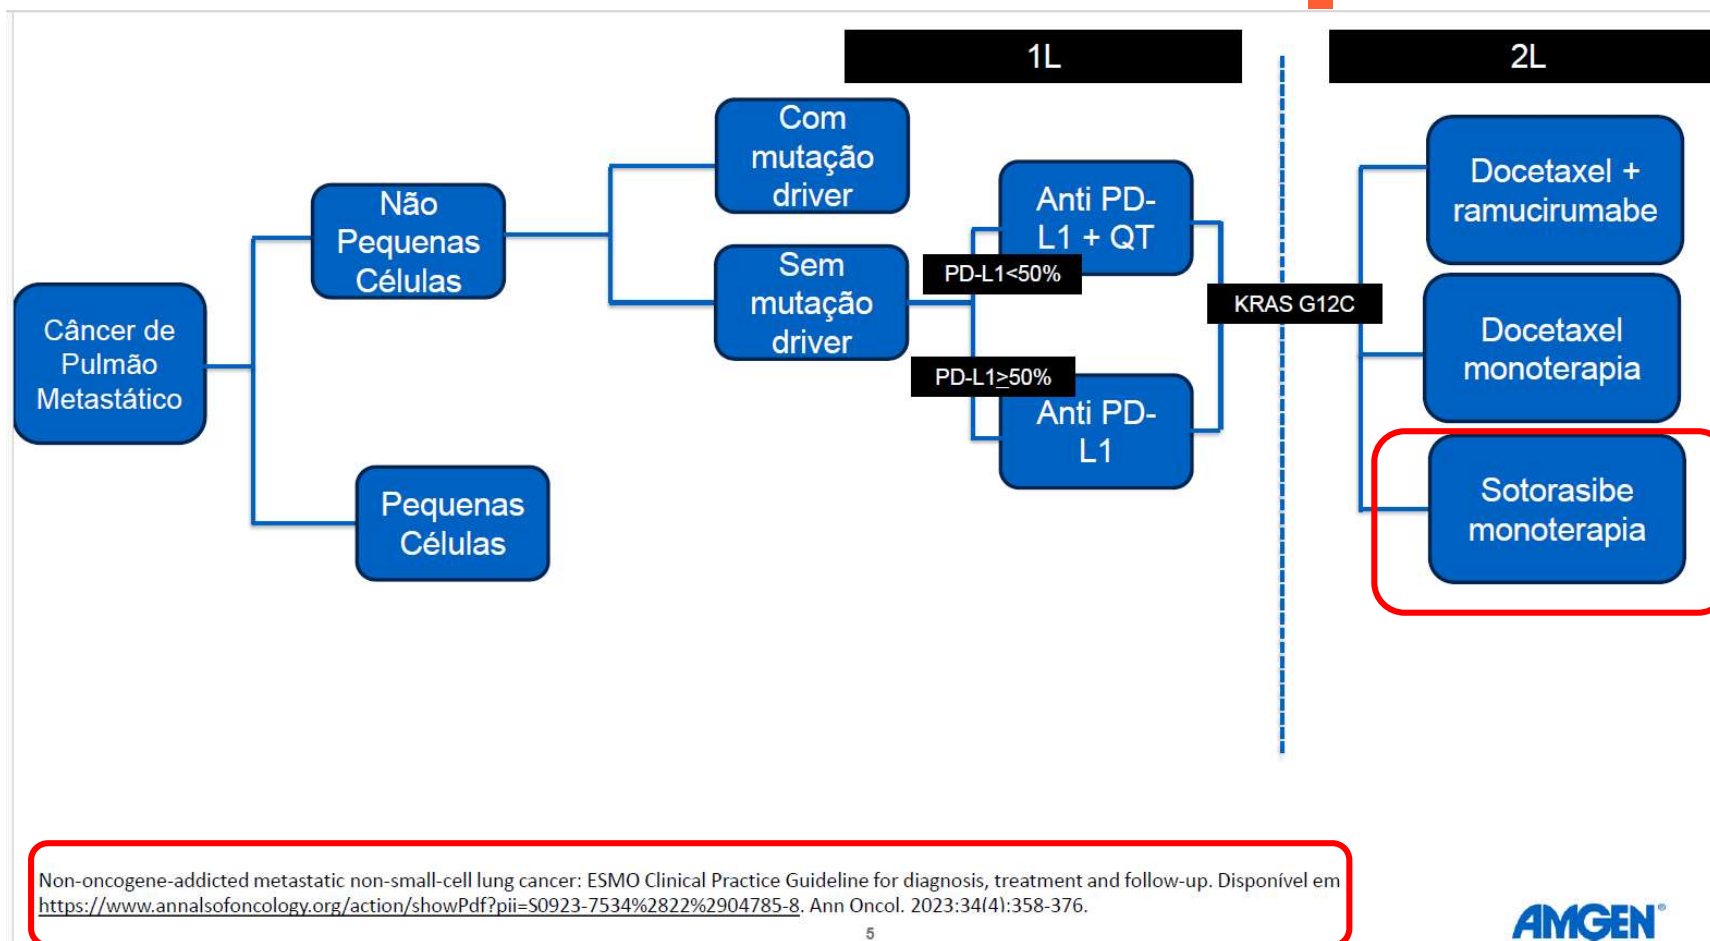 1L
2L
Com
mutação
driver
Docetaxel +
ramucirumabe
Não
Pequenas
Células
Anti PD-
L1 + QT
Sem
mutação
driver
PD-L1<50%
KRAS G12C
Câncer de
Pulmão
Metastático
Docetaxel
monoterapia
PD-L1≥50%
Anti PD-
L1
Pequenas
Células
Sotorasibe
monoterapia
Non-oncogene-addicted metastatic non-small-cell lung cancer: ESMO Clinical Practice Guideline for diagnosis, treatment and follow-up. Disponível em
https://www.annalsofoncology.org/action/showPdf?pii=S0923-7534%2822%2904785-8. Ann Oncol. 2023:34(4):358-376.
5
AMGEN®